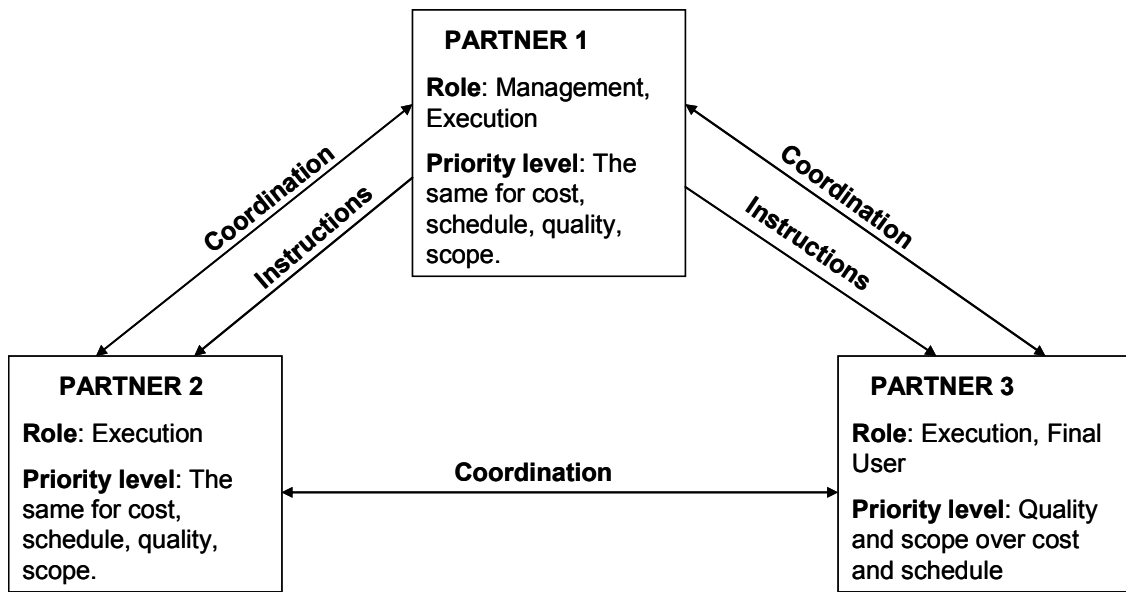 PARTNER 1
Role: Management,
Execution
Priority level: The
same for cost,
schedule, quality,
scope.
Coordination
Instructions
Coordination
Instructions
PARTNER 2
Role: Execution
Priority level: The
same for cost,
schedule, quality,
scope.
Coordination
PARTNER 3
Role: Execution, Final
User
Priority level: Quality
and scope over cost
and schedule